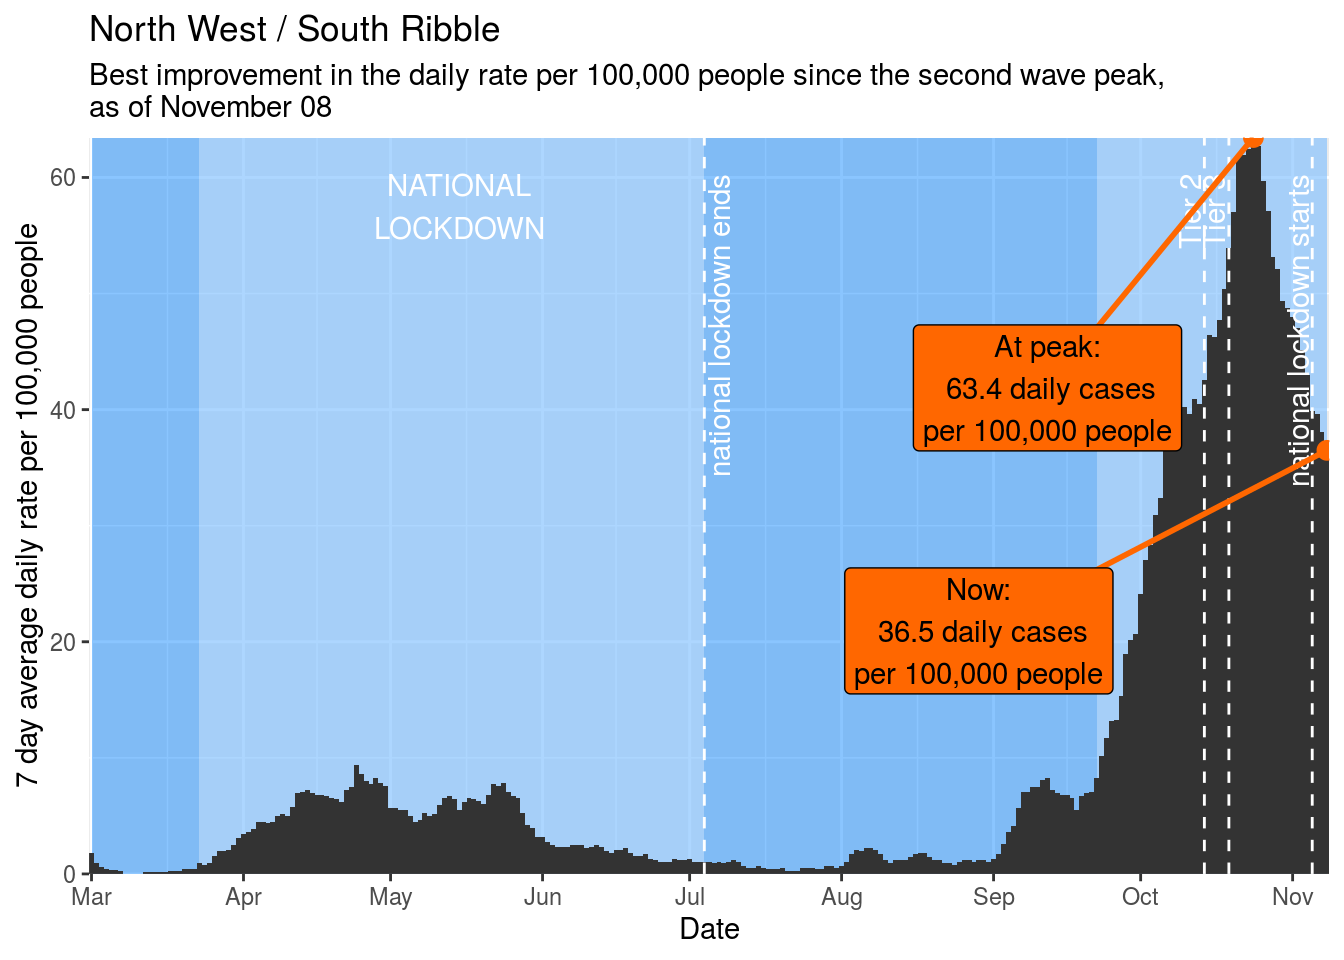 North West / South Ribble
Best improvement in the daily rate per 100,000 people since the second wave peak,
as of November 08
7 day average daily rate per 100,000 people
60
40
20
0
NATIONAL
LOCKDOWN
national lockdown ends
Tier 2
Tier
national lockdown starts
At peak:
63.4 daily cases
per 100,000 people
Now:
36.5 daily cases
per 100,000 people
Mar
Apr
May
Jun
Jul
Aug
Sep
Oct
Nov
Date